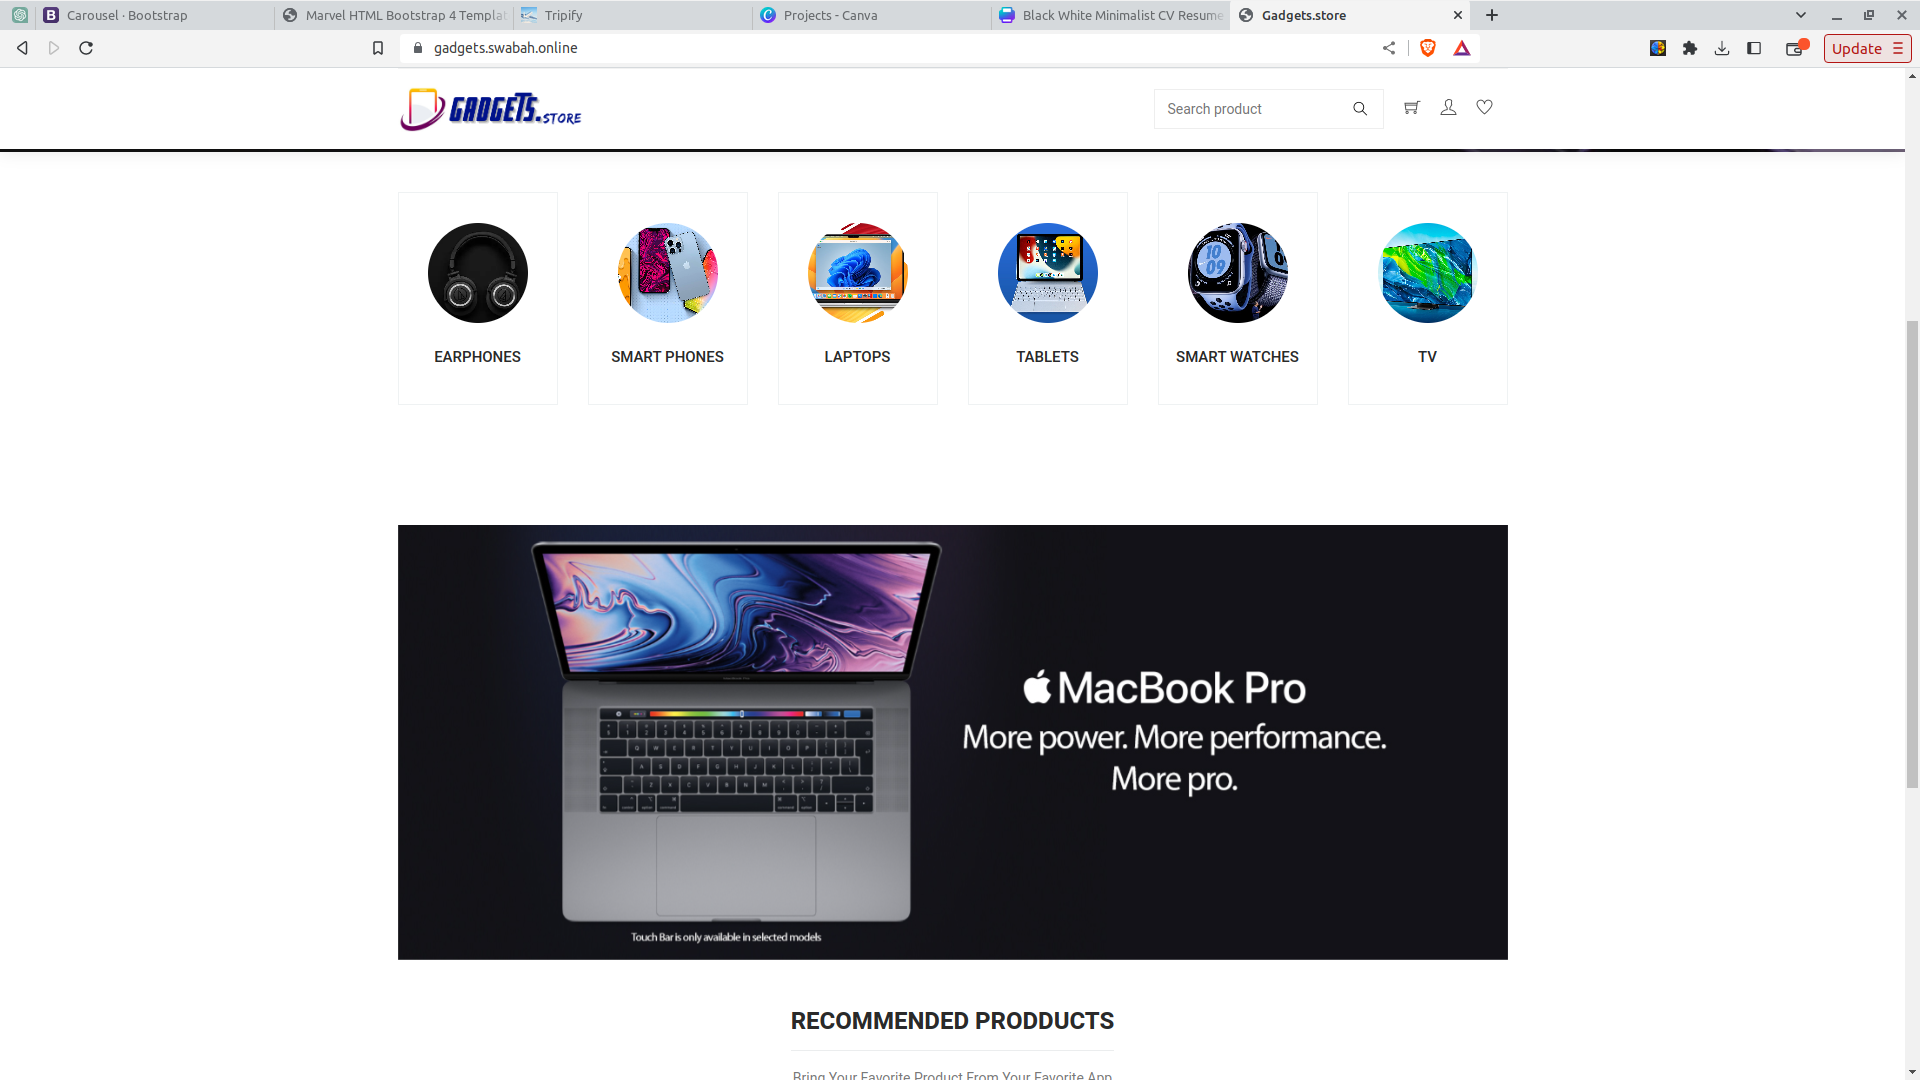 Carousel · Bootstrap
Marvel HTML Bootstrap 4 Templat
Tripify
Projects - Canva
Black White Minimalist CV Resume
Gadgets.store
gadgets.swabah.online
Update
GADGETS.STORE
Search product
EARPHONES
SMART PHONES
LAPTOPS
TABLETS
SMART WATCHES
TV
MacBook Pro
More power. More performance.
More pro.
Touch Bar is only available in selected models
RECOMMENDED PRODDUCTS
Bring Your Favorite Product From Your Favorite App